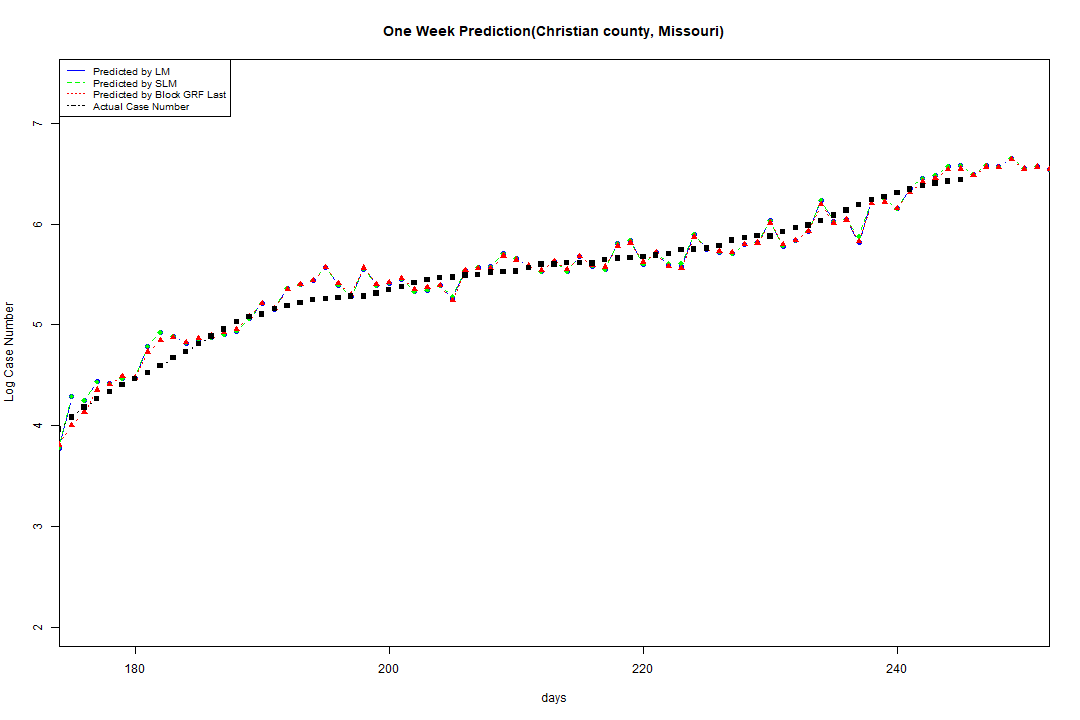 One Week Prediction(Christian county, Missouri)
Predicted by LM
Predicted by SLM
Predicted by Block GRF Last
Actual Case Number
7
6
5
4
3
2
Log Case Number
180 200 220 240
days